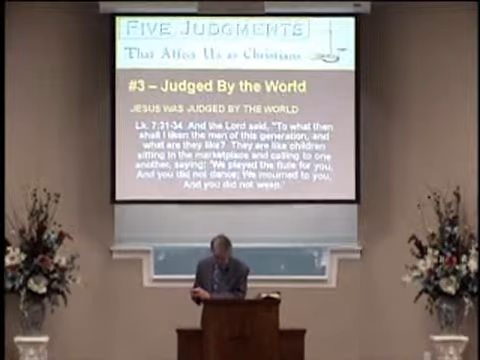 FIVE JUDGMENTS
That Affect Us as Christians
#3 – Judged By the World
JESUS WAS JUDGED BY THE WORLD
Lk. 7:31-34 And the Lord said, "To what then
shall I liken the men of this generation, and
what are they like? They are like children
sitting in the marketplace and calling to one
another, saying: 'We played the flute for you,
And you did not dance; We mourned to you,
And you did not weep.'